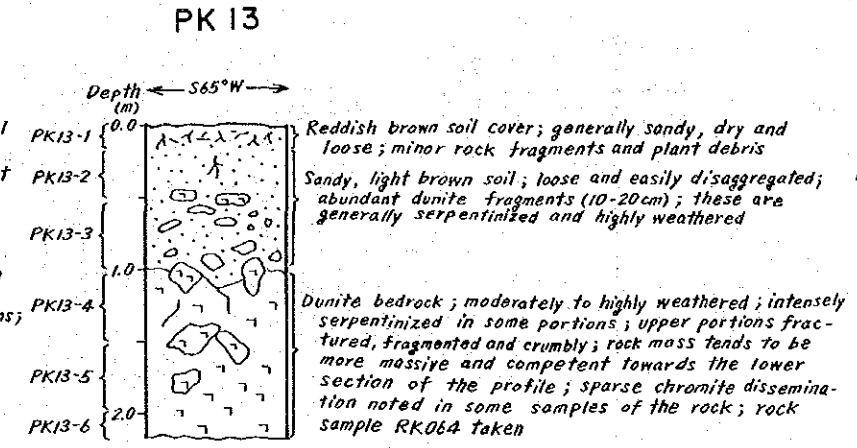 PK 13
Depth ← S65°W →
(m)
0.0
1.0
2.0
PK13-1
PK13-2
PK13-3
PK13-4
PK13-5
PK13-6
Reddish brown soil cover; generally sandy, dry and
loose; minor rock fragments and plant debris
Sandy, light brown soil; loose and easily disaggregated;
abundant dunite fragments (10-20cm); these are
generally serpentinized and highly weathered
Dunite bedrock; moderately to highly weathered; intensely
serpentinized in some portions; upper portions frac-
tured, fragmented and crumbly; rock mass tends to be
more massive and competent towards the lower
section of the profile; sparse chromite dissemina-
tion noted in some samples of the rock; rock
sample RK064 taken